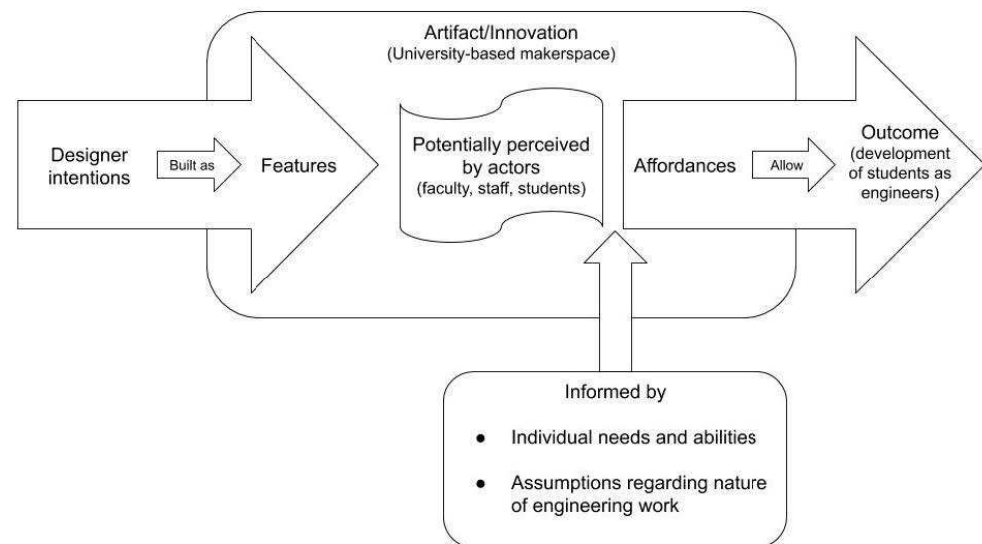 Artifact/Innovation
(University-based makerspace)
Designer
intentions
Built as
Features
Potentially perceived
by actors
(faculty, staff, students)
Affordances
Allow
Outcome
(development
of students as
engineers)
Informed by
● Individual needs and abilities
● Assumptions regarding nature
of engineering work